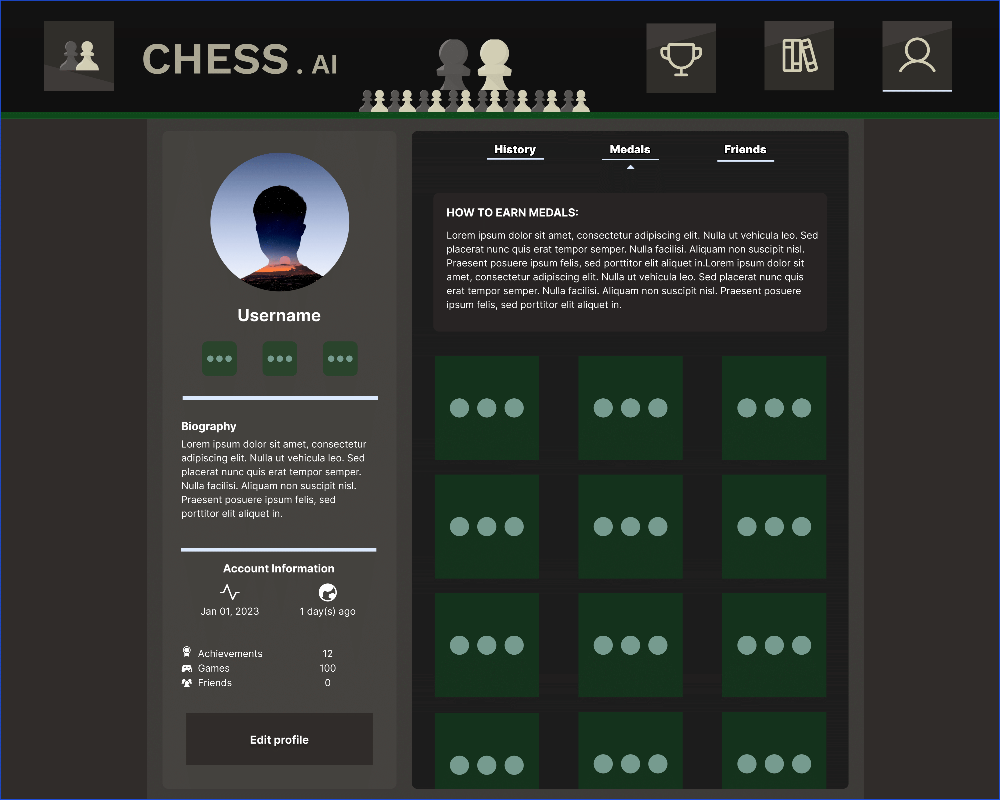 CHESS . AI
Username
Biography
Lorem ipsum dolor sit amet, consectetur
adipiscing elit. Nulla ut vehicula leo. Sed
placerat nunc quis erat tempor semper.
Nulla facilisi. Aliquam non suscipit nisl.
Praesent posuere ipsum felis, sed
porttitor elit aliquet in.
Account Information
Jan 01, 2023
1 day(s) ago
Achievements 12
Games 100
Friends 0
Edit profile
History
Medals
Friends
HOW TO EARN MEDALS:
Lorem ipsum dolor sit amet, consectetur adipiscing elit. Nulla ut vehicula leo. Sed
placerat nunc quis erat tempor semper. Nulla facilisi. Aliquam non suscipit nisl.
Praesent posuere ipsum felis, sed porttitor elit aliquet in.Lorem ipsum dolor sit
amet, consectetur adipiscing elit. Nulla ut vehicula leo. Sed placerat nunc quis
erat tempor semper. Nulla facilisi. Aliquam non suscipit nisl. Praesent posuere
ipsum felis, sed porttitor elit aliquet in.